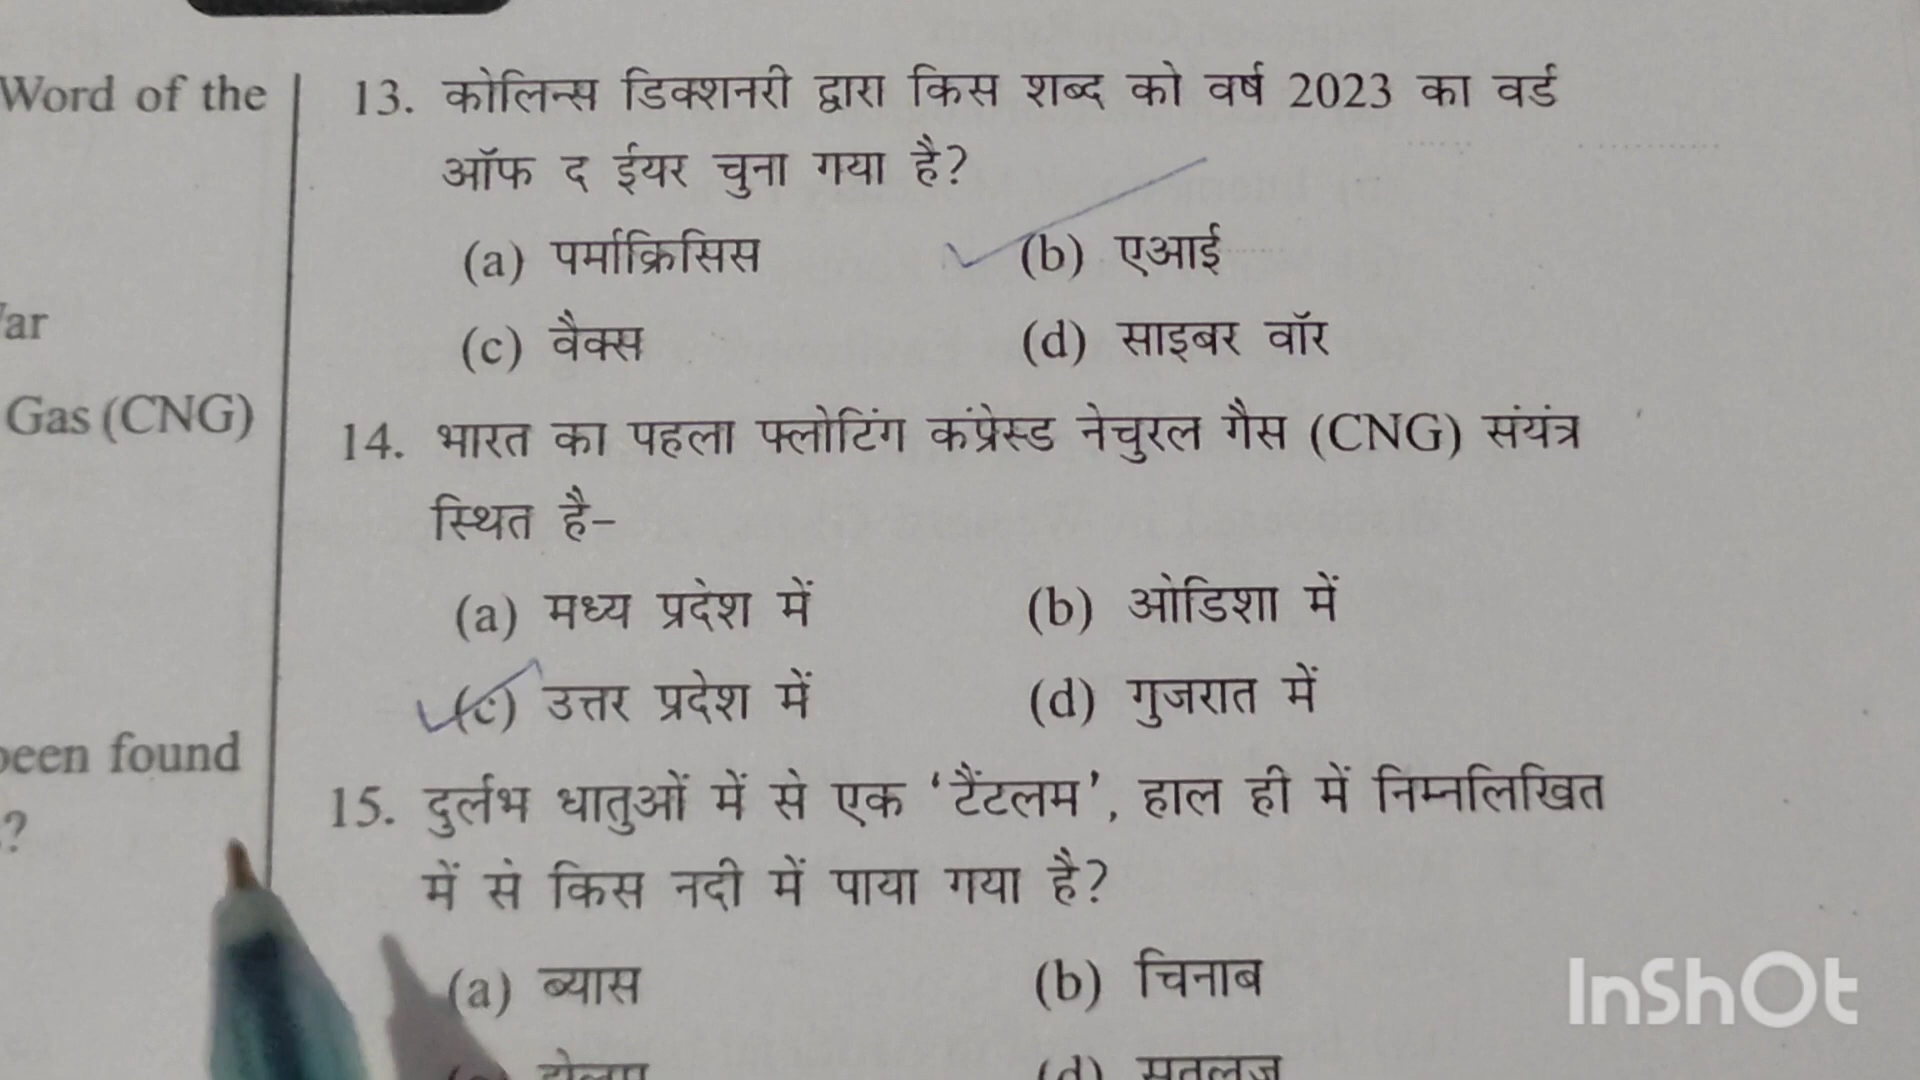 Word of the
ar
Gas (CNG)
been found
?
13. कोलिन्स डिक्शनरी द्वारा किस शब्द को वर्ष 2023 का वर्ड
ऑफ द ईयर चुना गया है?
(a) पर्माक्रिसिस (b) एआई
(c) वैक्स (d) साइबर वॉर
14. भारत का पहला फ्लोटिंग कंप्रेस्ड नेचुरल गैस (CNG) संयंत्र
स्थित है-
(a) मध्य प्रदेश में (b) ओडिशा में
(c) उत्तर प्रदेश में (d) गुजरात में
15. दुर्लभ धातुओं में से एक 'टैंटलम', हाल ही में निम्नलिखित
में से किस नदी में पाया गया है?
(a) ब्यास (b) चिनाब
(d) सतलज
InShOt